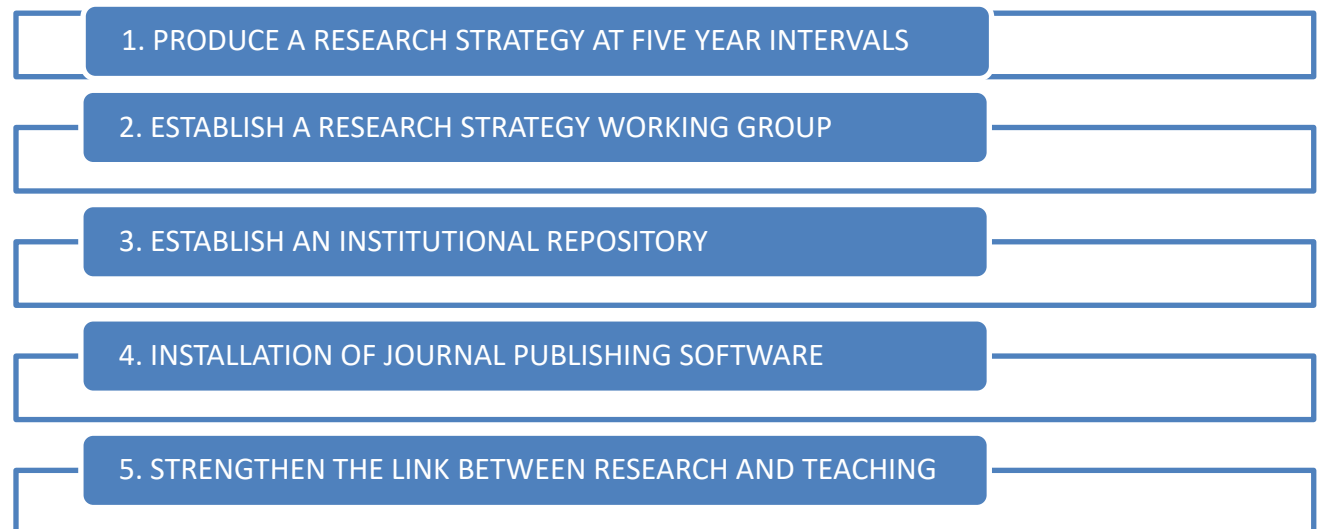 1. PRODUCE A RESEARCH STRATEGY AT FIVE YEAR INTERVALS
2. ESTABLISH A RESEARCH STRATEGY WORKING GROUP
3. ESTABLISH AN INSTITUTIONAL REPOSITORY
4. INSTALLATION OF JOURNAL PUBLISHING SOFTWARE
5. STRENGTHEN THE LINK BETWEEN RESEARCH AND TEACHING